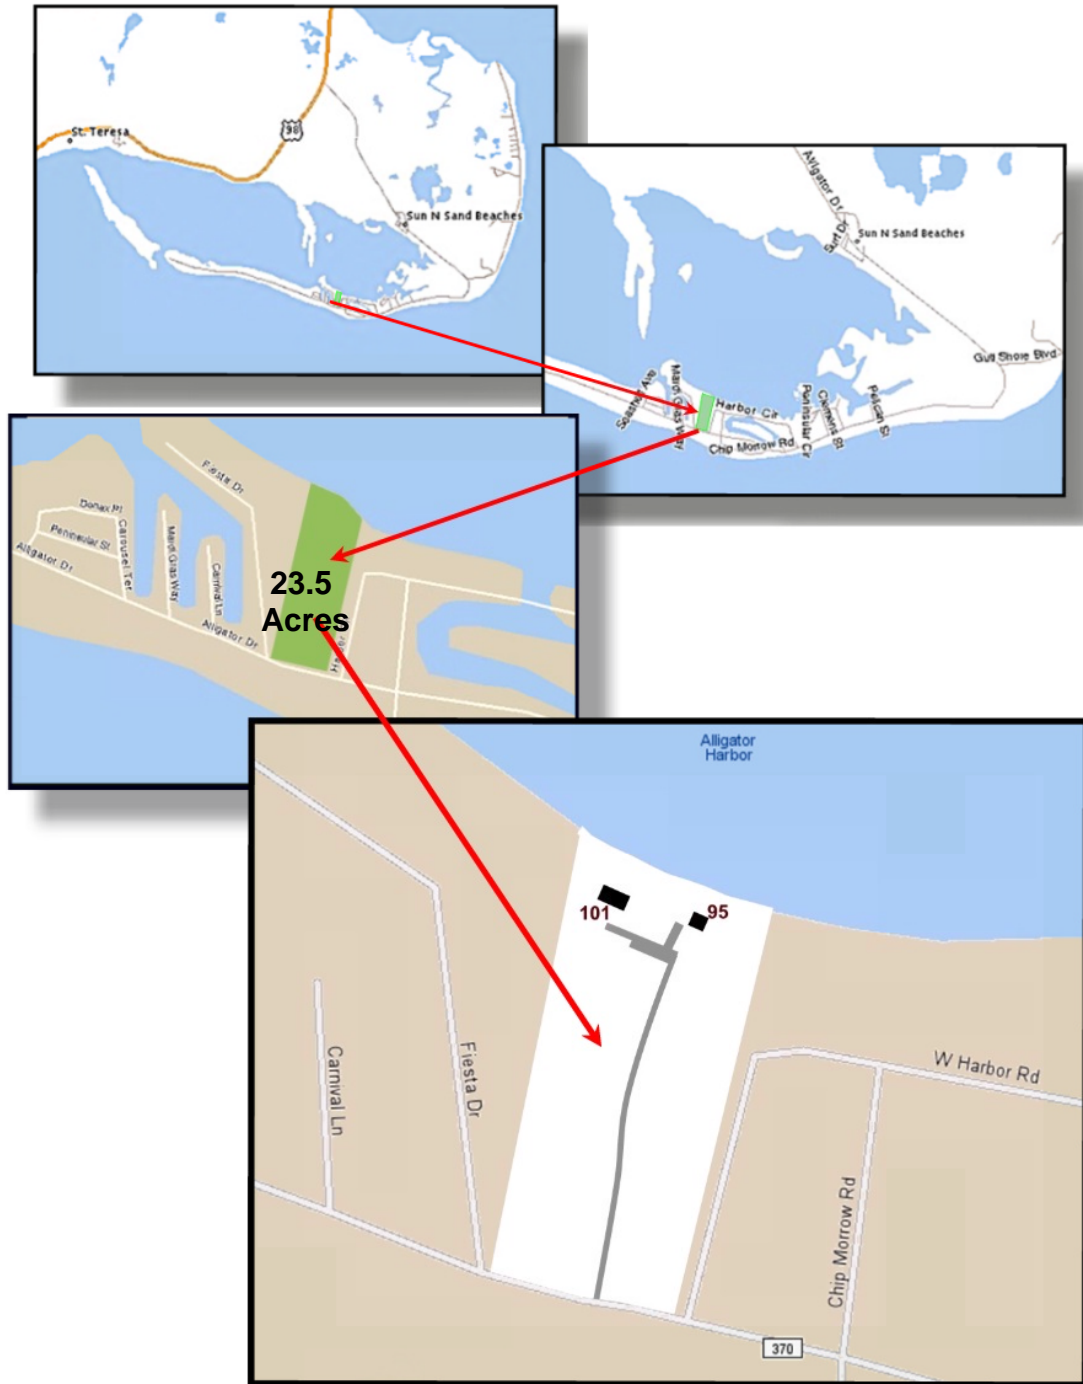 St. Teresa
98
Sun N Sand Beaches
Alligator Dr
Surf Dr
Sun N Sand Beaches
Gulf Shore Blvd
Seashor Ave
Mardi Gras Way
Harbor Cir
Chip Morrow Rd
Peninsular Cir
Clemens St
Pelican St
Fiesta Dr
Donax Pl
Peninsular St
Carousel Ter
Mardi Gras Way
Carnival Ln
Alligator Dr
Alligator Dr
23.5
Acres
Alligator
Harbor
101
95
Carnival Ln
Fiesta Dr
W Harbor Rd
Chip Morrow Rd
370